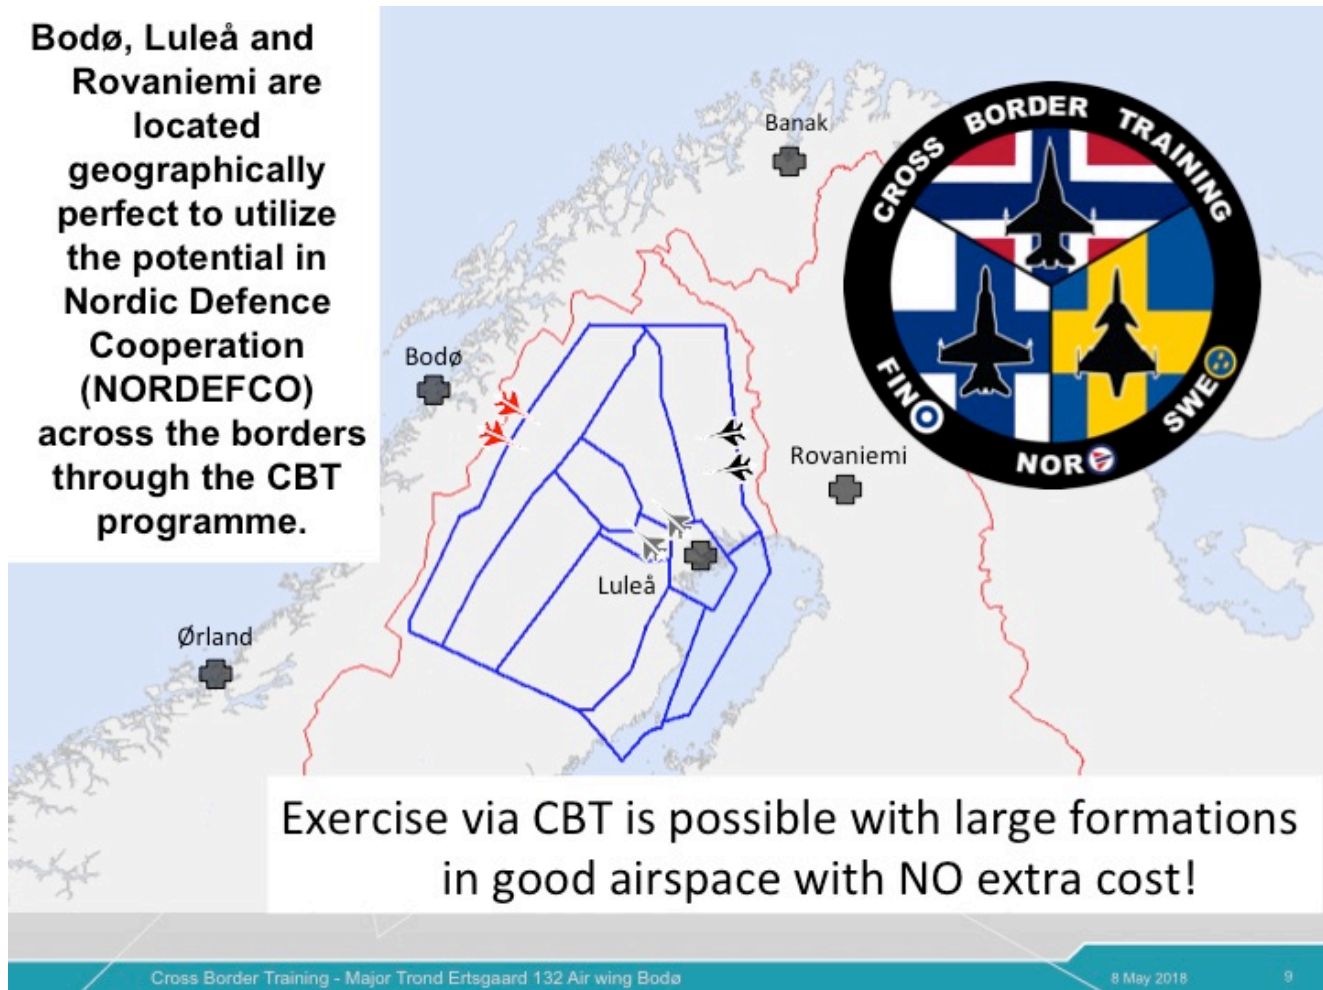 Bodø, Luleå and
Rovaniemi are
located
geographically
perfect to utilize
the potential in
Nordic Defence
Cooperation
(NORDEFCO)
across the borders
through the CBT
programme.
Banak
Bodø
Rovaniemi
Luleå
Ørland
CROSS BORDER TRAINING
FIN
NOR
SWE
Exercise via CBT is possible with large formations
in good airspace with NO extra cost!
Cross Border Training - Major Trond Ertsgaard 132 Air wing Bodø
8 May 2018
9